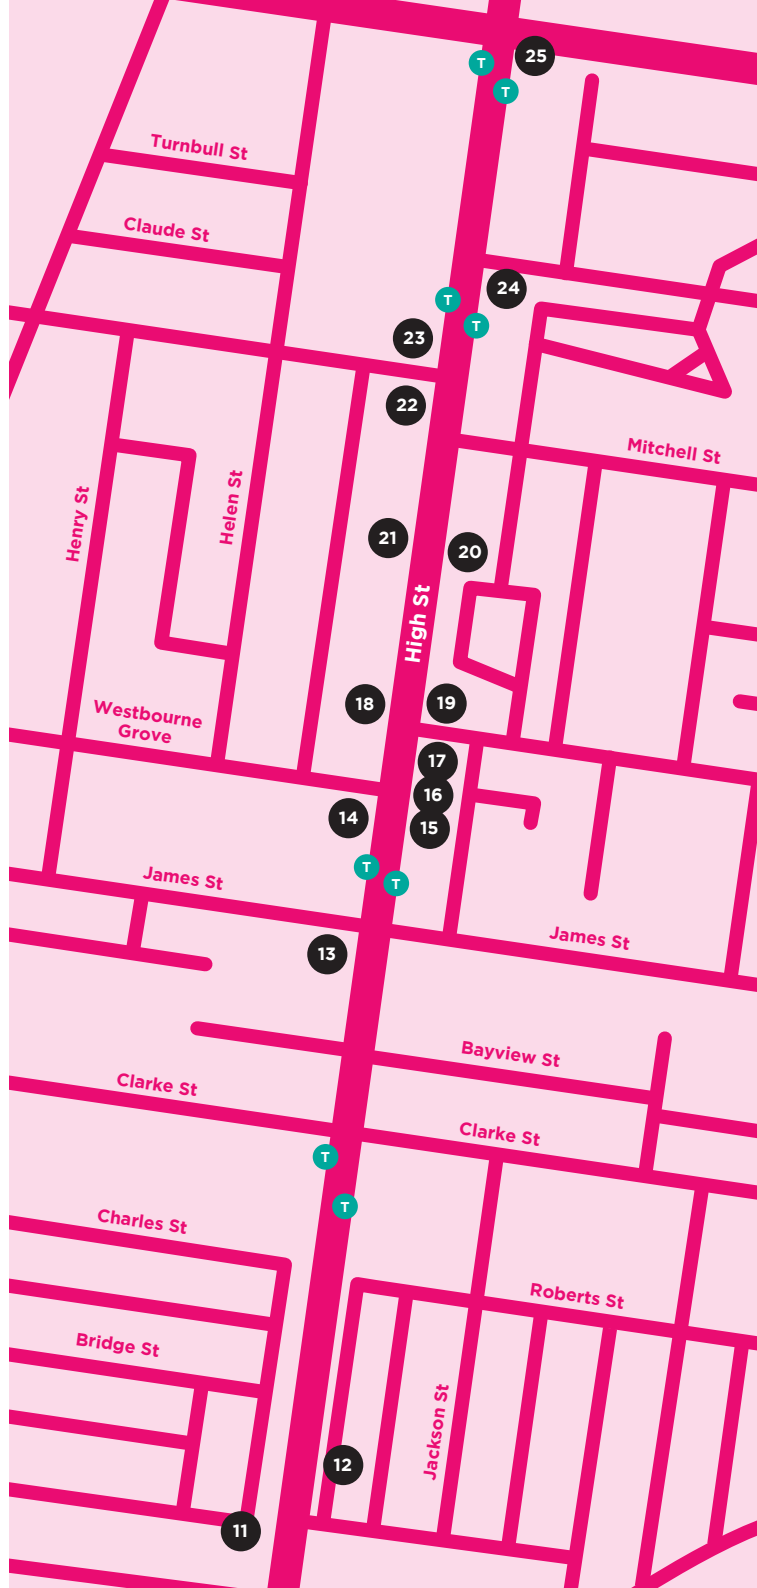 T
25
T
Turnbull St
Claude St
24
T
T
23
22
Mitchell St
Helen St
Henry St
21
20
High St
18
19
Westbourne
Grove
17
16
14
15
T
T
James St
James St
13
Bayview St
Clarke St
Clarke St
T
T
Charles St
Roberts St
Bridge St
Jackson St
12
11